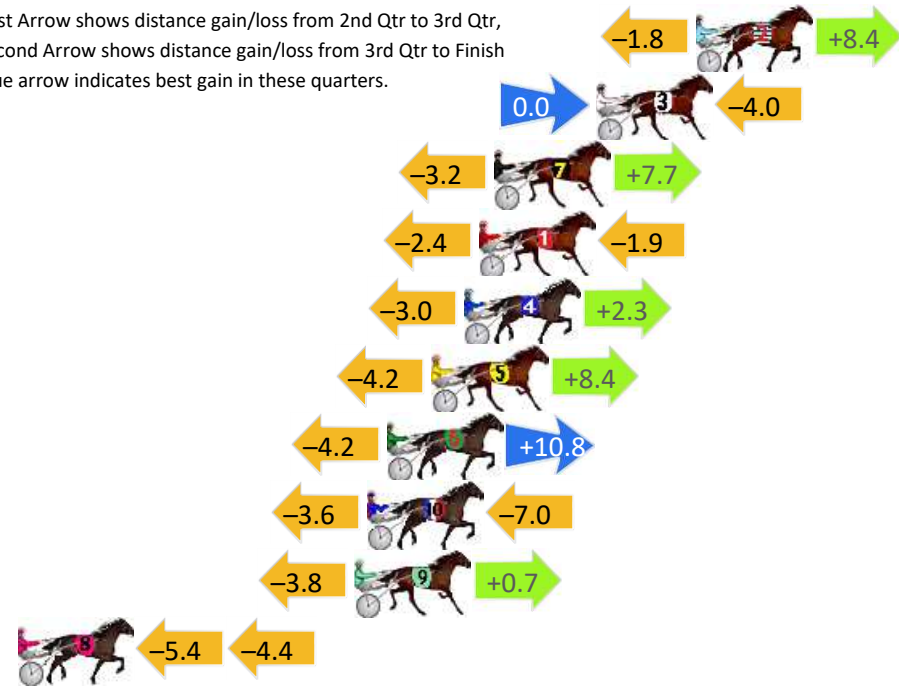 st Arrow shows distance gain/loss from 2nd Qtr to 3rd Qtr,
cond Arrow shows distance gain/loss from 3rd Qtr to Finish
ue arrow indicates best gain in these quarters.
–1.8 2 +8.4
0.0 3 –4.0
–3.2 7 +7.7
–2.4 1 –1.9
–3.0 4 +2.3
–4.2 5 +8.4
–4.2 6 +10.8
–3.6 10 –7.0
–3.8 9 +0.7
8 –5.4 –4.4